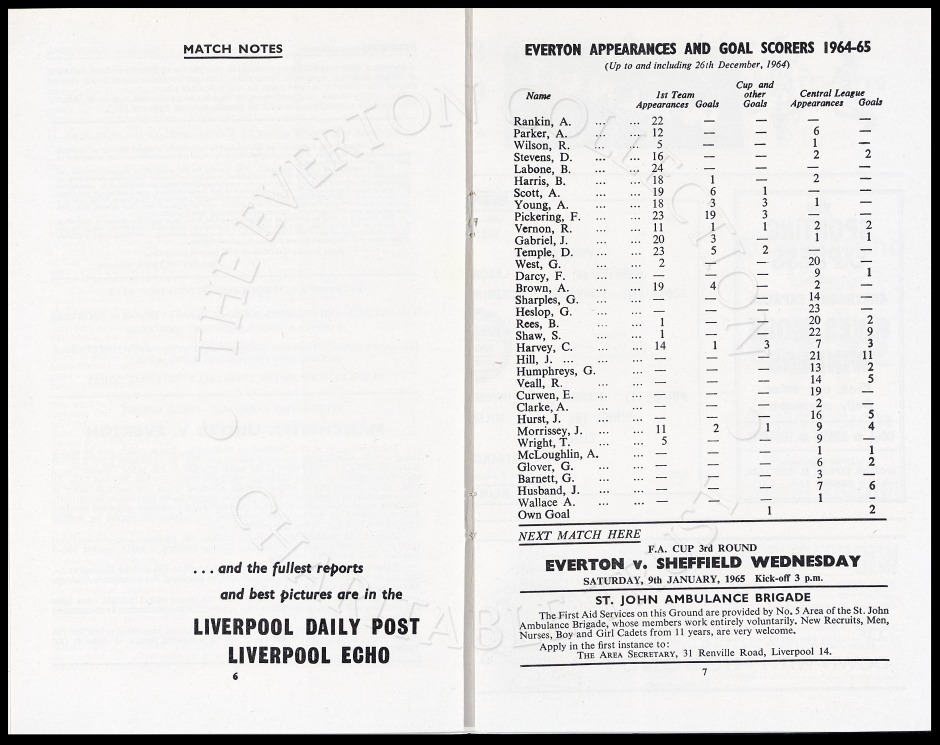 MATCH NOTES
. . . and the fullest reports
and best pictures are in the
LIVERPOOL DAILY POST
LIVERPOOL ECHO
6
EVERTON APPEARANCES AND GOAL SCORERS 1964-65
(Up to and including 26th December, 1964)
Name 1st Team Appearances Goals Cup and other Goals Central League Appearances Goals
Rankin, A. ... ... 22 — — — —
Parker, A. ... ... 12 — — 6 —
Wilson, R. ... ... 5 — — 1 —
Stevens, D. ... ... 16 — — 2 2
Labone, B. ... ... 24 — — — —
Harris, B. ... ... 18 1 — 2 —
Scott, A. ... ... 19 6 1 — —
Young, A. ... ... 18 3 3 1 —
Pickering, F. ... ... 23 19 3 — —
Vernon, R. ... ... 11 1 1 2 2
Gabriel, J. ... ... 20 3 — 1 1
Temple, D. ... ... 23 5 2 — —
West, G. ... ... 2 — — 20 —
Darcy, F. ... ... — — — 9 1
Brown, A. ... ... 19 4 — 2 —
Sharples, G. ... ... — — — 14 —
Heslop, G. ... ... — — — 23 —
Rees, B. ... ... 1 — — 20 2
Shaw, S. ... ... 1 — — 22 9
Harvey, C. ... ... 14 1 3 7 3
Hill, J. ... ... ... — — — 21 11
Humphreys, G. ... — — — 13 2
Veall, R. ... ... — — — 14 5
Curwen, E. ... ... — — — 19 —
Clarke, A. ... ... — — — 2 —
Hurst, J. ... ... — — — 16 5
Morrissey, J. ... ... 11 2 1 9 4
Wright, T. ... ... 5 — — 9 —
McLoughlin, A. ... — — — 1 1
Glover, G. ... ... — — — 6 2
Barnett, G. ... ... — — — 3 —
Husband, J. ... ... — — — 7 6
Wallace A. ... ... — — — 1 –
Own Goal 1 2
NEXT MATCH HERE
F.A. CUP 3rd ROUND
EVERTON v. SHEFFIELD WEDNESDAY
SATURDAY, 9th JANUARY, 1965 Kick-off 3 p.m.
ST. JOHN AMBULANCE BRIGADE
The First Aid Services on this Ground are provided by No. 5 Area of the St. John
Ambulance Brigade, whose members work entirely voluntarily. New Recruits, Men,
Nurses, Boy and Girl Cadets from 11 years, are very welcome.
Apply in the first instance to:
THE AREA SECRETARY, 31 Renville Road, Liverpool 14.
7
THE EVERTON COLLECTION